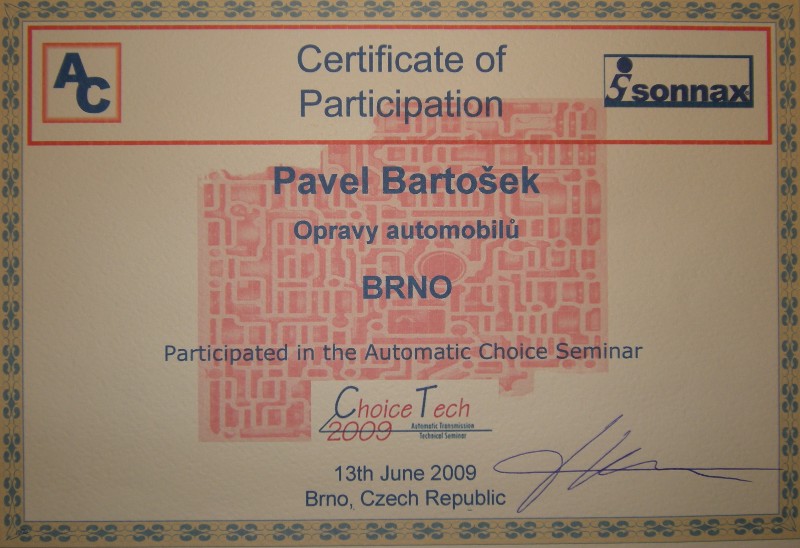 AC
Certificate of
Participation
sonnax
Pavel Bartošek
Opravy automobilů
BRNO
Participated in the Automatic Choice Seminar
Choice Tech
2009
Automatic Transmission
Technical Seminar
13th June 2009
Brno, Czech Republic